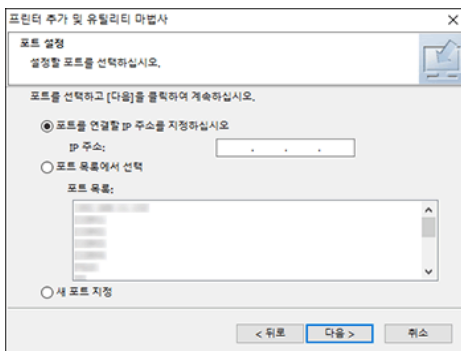 프린터 추가 및 유틸리티 마법사
포트 설정
설정할 포트를 선택하십시오.
포트를 선택하고 [다음]을 클릭하여 계속하십시오.
포트를 연결할 IP 주소를 지정하십시오
IP 주소:
. . .
포트 목록에서 선택
포트 목록:
새 포트 지정
< 뒤로 다음 > 취소